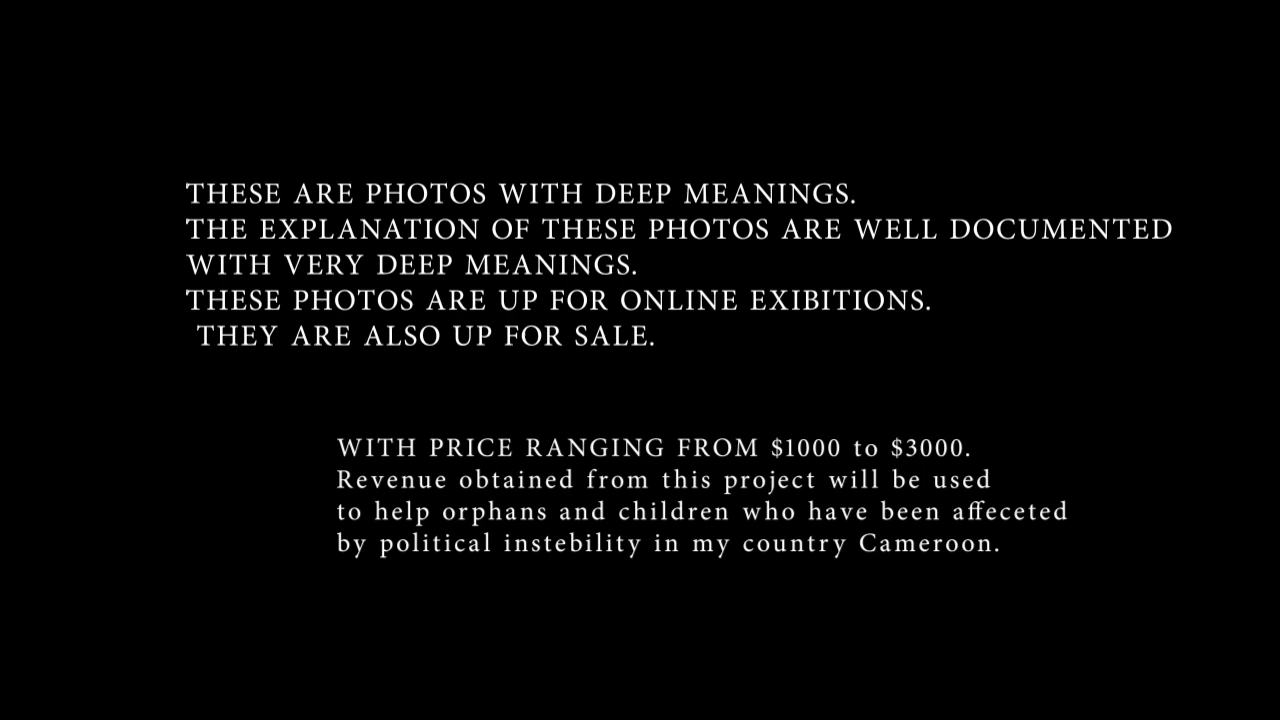 THESE ARE PHOTOS WITH DEEP MEANINGS.
THE EXPLANATION OF THESE PHOTOS ARE WELL DOCUMENTED
WITH VERY DEEP MEANINGS.
THESE PHOTOS ARE UP FOR ONLINE EXIBITIONS.
THEY ARE ALSO UP FOR SALE.
WITH PRICE RANGING FROM $1000 to $3000.
Revenue obtained from this project will be used
to help orphans and children who have been affeceted
by political instebility in my country Cameroon.